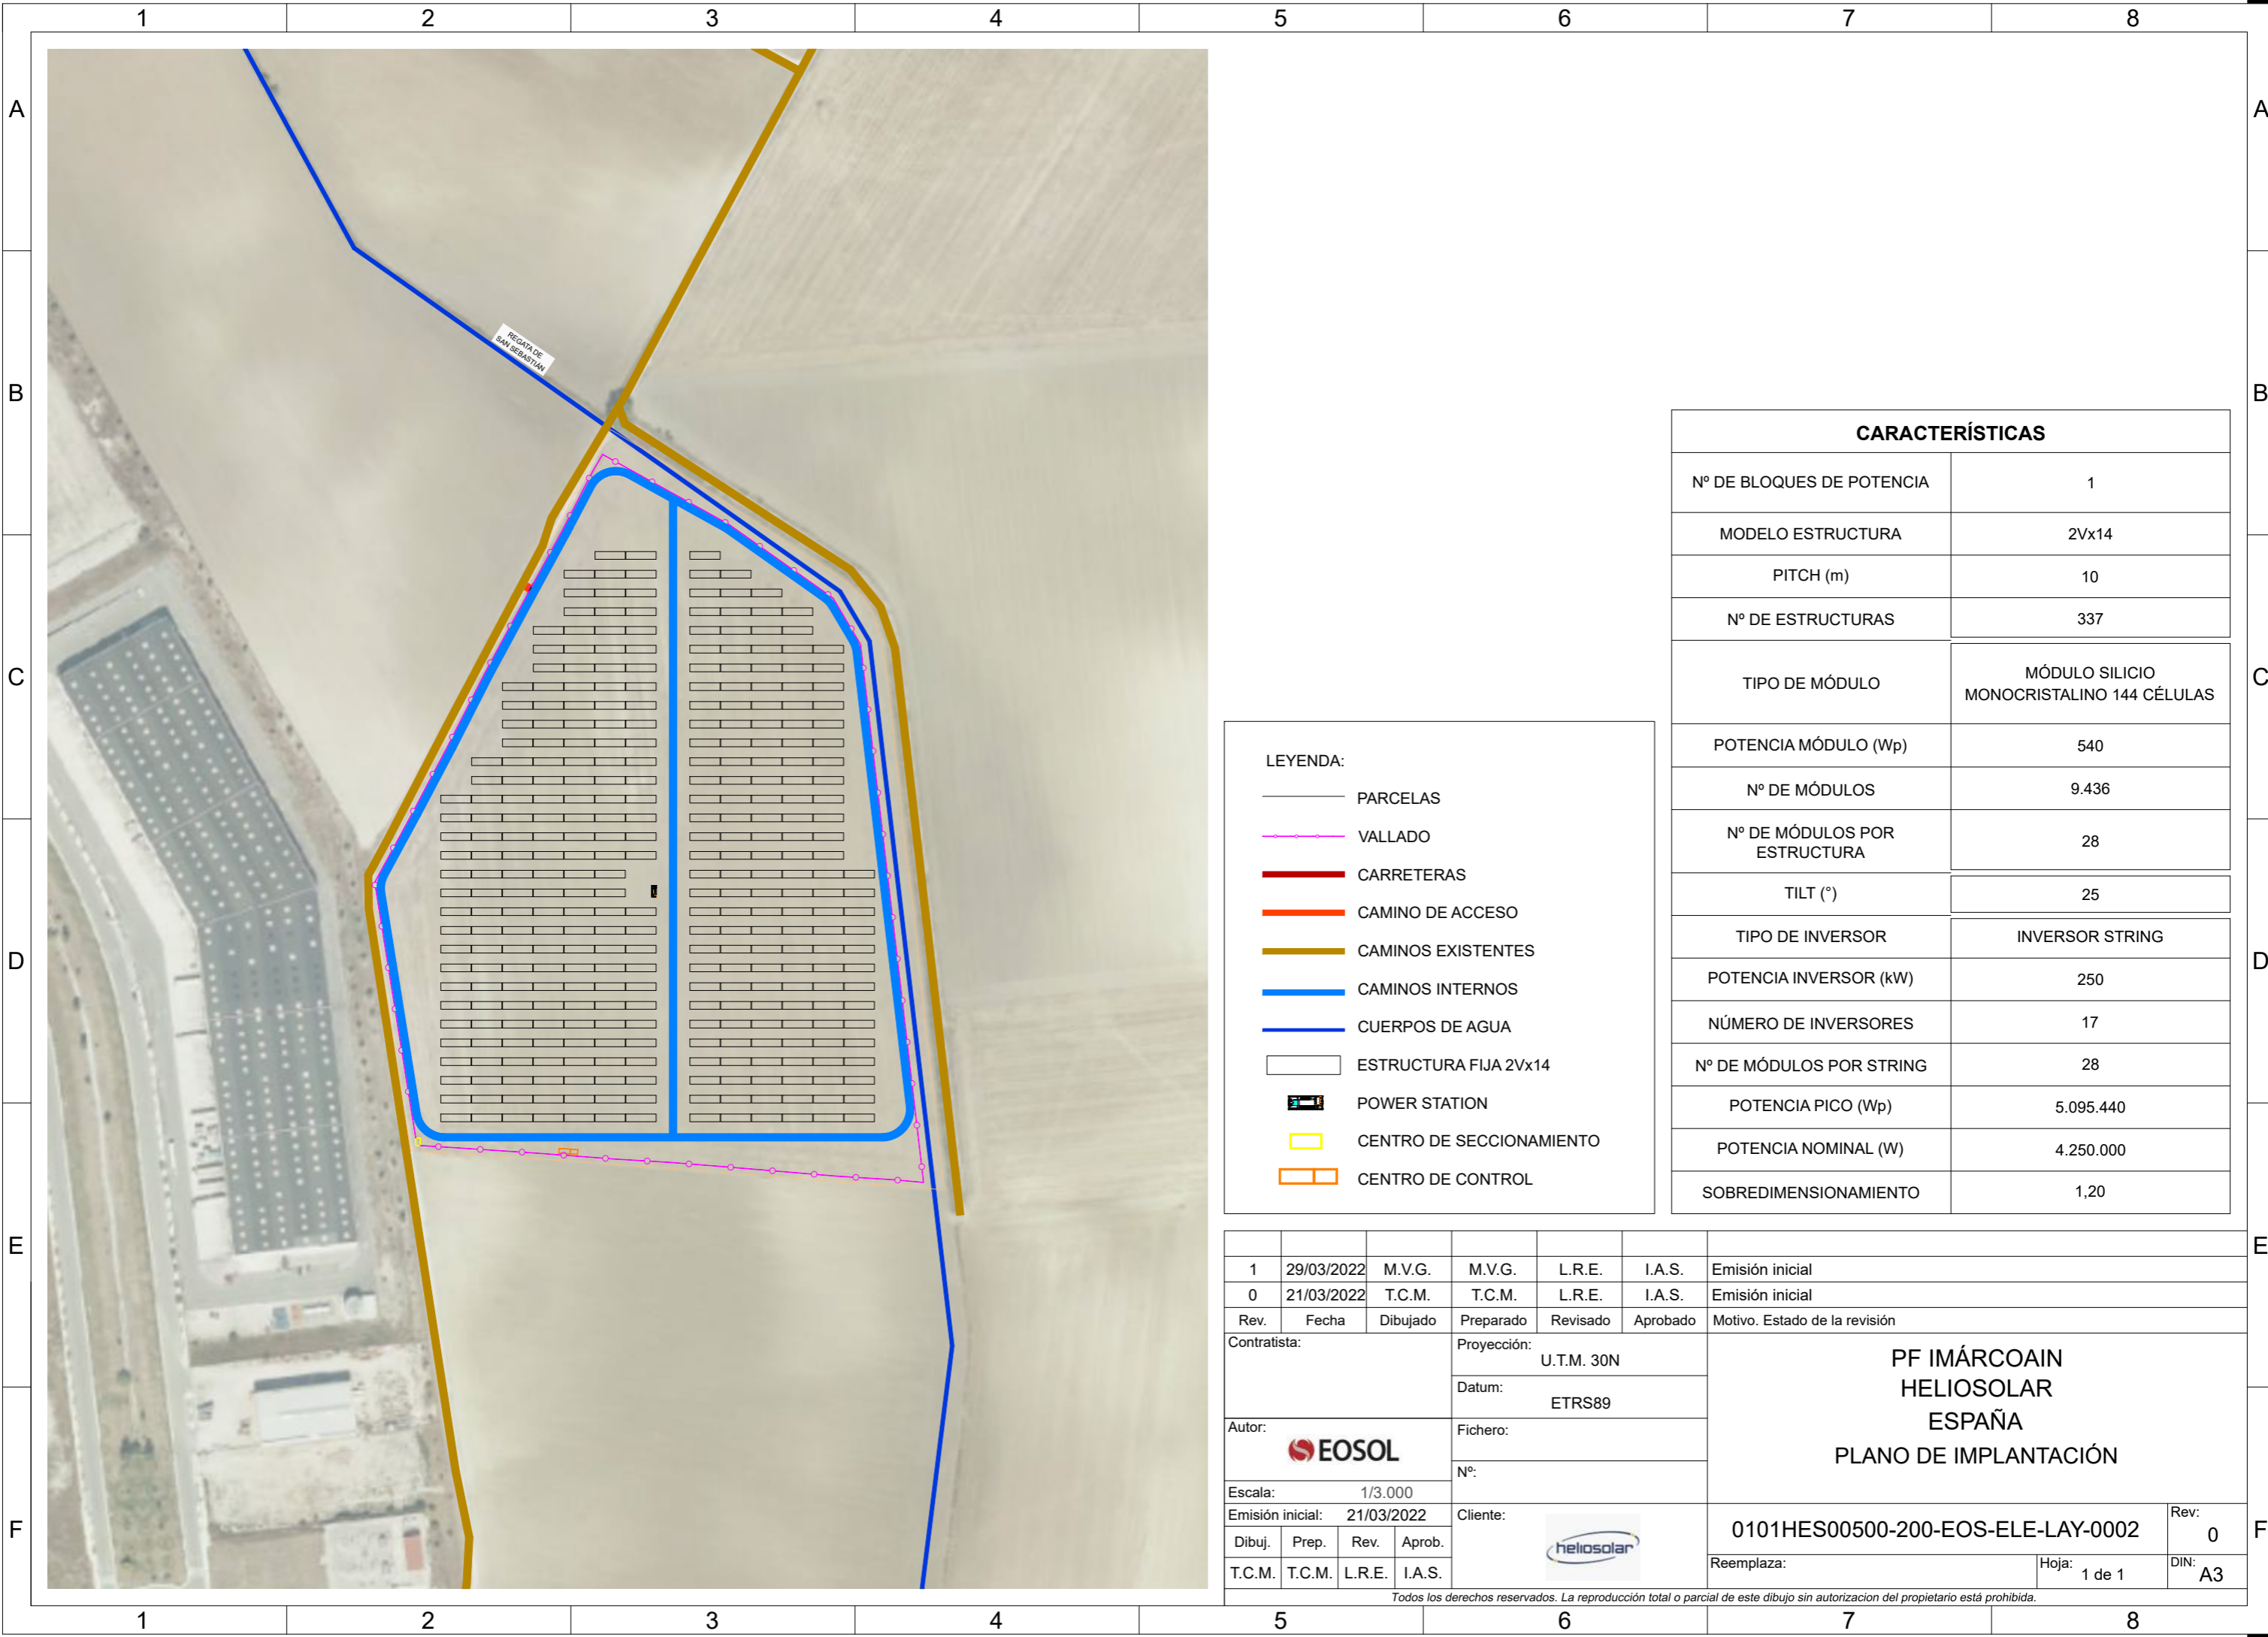 1 2 3 4 5 6 7 8
A A
B B
C C
D D
E E
F F
REGATA DE
SAN SEBASTIÁN
CARACTERÍSTICAS
Nº DE BLOQUES DE POTENCIA 1
MODELO ESTRUCTURA 2Vx14
PITCH (m) 10
Nº DE ESTRUCTURAS 337
TIPO DE MÓDULO MÓDULO SILICIO
MONOCRISTALINO 144 CÉLULAS
POTENCIA MÓDULO (Wp) 540
Nº DE MÓDULOS 9.436
Nº DE MÓDULOS POR
ESTRUCTURA 28
TILT (°) 25
TIPO DE INVERSOR INVERSOR STRING
POTENCIA INVERSOR (kW) 250
NÚMERO DE INVERSORES 17
Nº DE MÓDULOS POR STRING 28
POTENCIA PICO (Wp) 5.095.440
POTENCIA NOMINAL (W) 4.250.000
SOBREDIMENSIONAMIENTO 1,20
LEYENDA:
PARCELAS
VALLADO
CARRETERAS
CAMINO DE ACCESO
CAMINOS EXISTENTES
CAMINOS INTERNOS
CUERPOS DE AGUA
ESTRUCTURA FIJA 2Vx14
POWER STATION
CENTRO DE SECCIONAMIENTO
CENTRO DE CONTROL
1 29/03/2022 M.V.G. M.V.G. L.R.E. I.A.S. Emisión inicial
0 21/03/2022 T.C.M. T.C.M. L.R.E. I.A.S. Emisión inicial
Rev. Fecha Dibujado Preparado Revisado Aprobado Motivo. Estado de la revisión
Contratista:
Proyección:
U.T.M. 30N
Datum:
ETRS89
Autor:
EOSOL
Fichero:
Nº:
Escala: 1/3.000
Emisión inicial: 21/03/2022
Dibuj. Prep. Rev. Aprob.
T.C.M. T.C.M. L.R.E. I.A.S.
Cliente:
heliosolar
PF IMÁRCOAIN
HELIOSOLAR
ESPAÑA
PLANO DE IMPLANTACIÓN
0101HES00500-200-EOS-ELE-LAY-0002
Rev:
0
Reemplaza:
Hoja: 1 de 1
DIN:
A3
Todos los derechos reservados. La reproducción total o parcial de este dibujo sin autorizacion del propietario está prohibida.
1 2 3 4 5 6 7 8